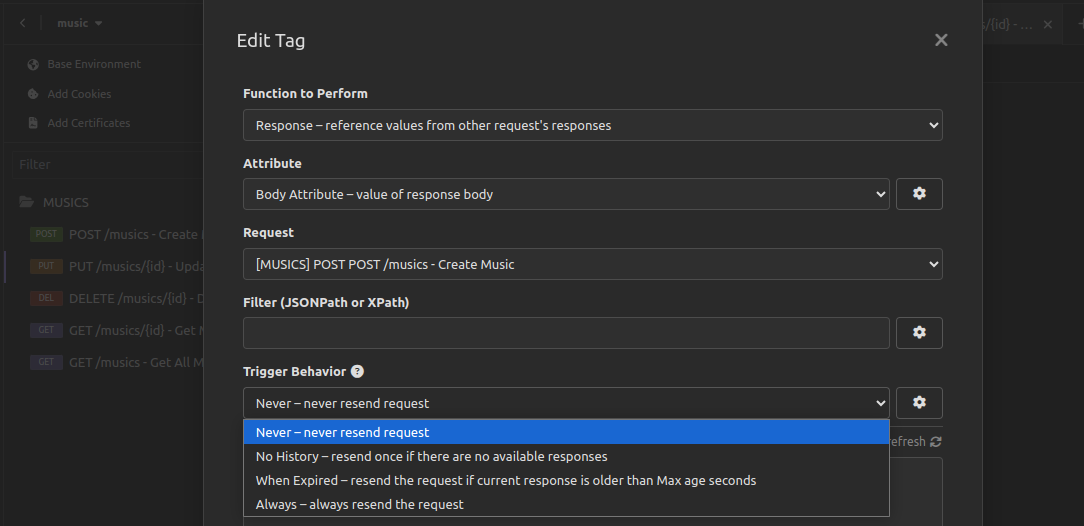 music
Edit Tag
/{id} - ...
Base Environment
Add Cookies
Add Certificates
Filter
MUSICS
POST POST /musics - Create
PUT PUT /musics/{id} - Upda
DEL DELETE /musics/{id} - D
GET GET /musics/{id} - Get
GET GET /musics - Get All M
Function to Perform
Response – reference values from other request's responses
Attribute
Body Attribute – value of response body
Request
[MUSICS] POST POST /musics - Create Music
Filter (JSONPath or XPath)
Trigger Behavior ?
Never – never resend request
Never – never resend request
efresh
No History – resend once if there are no available responses
When Expired – resend the request if current response is older than Max age seconds
Always – always resend the request